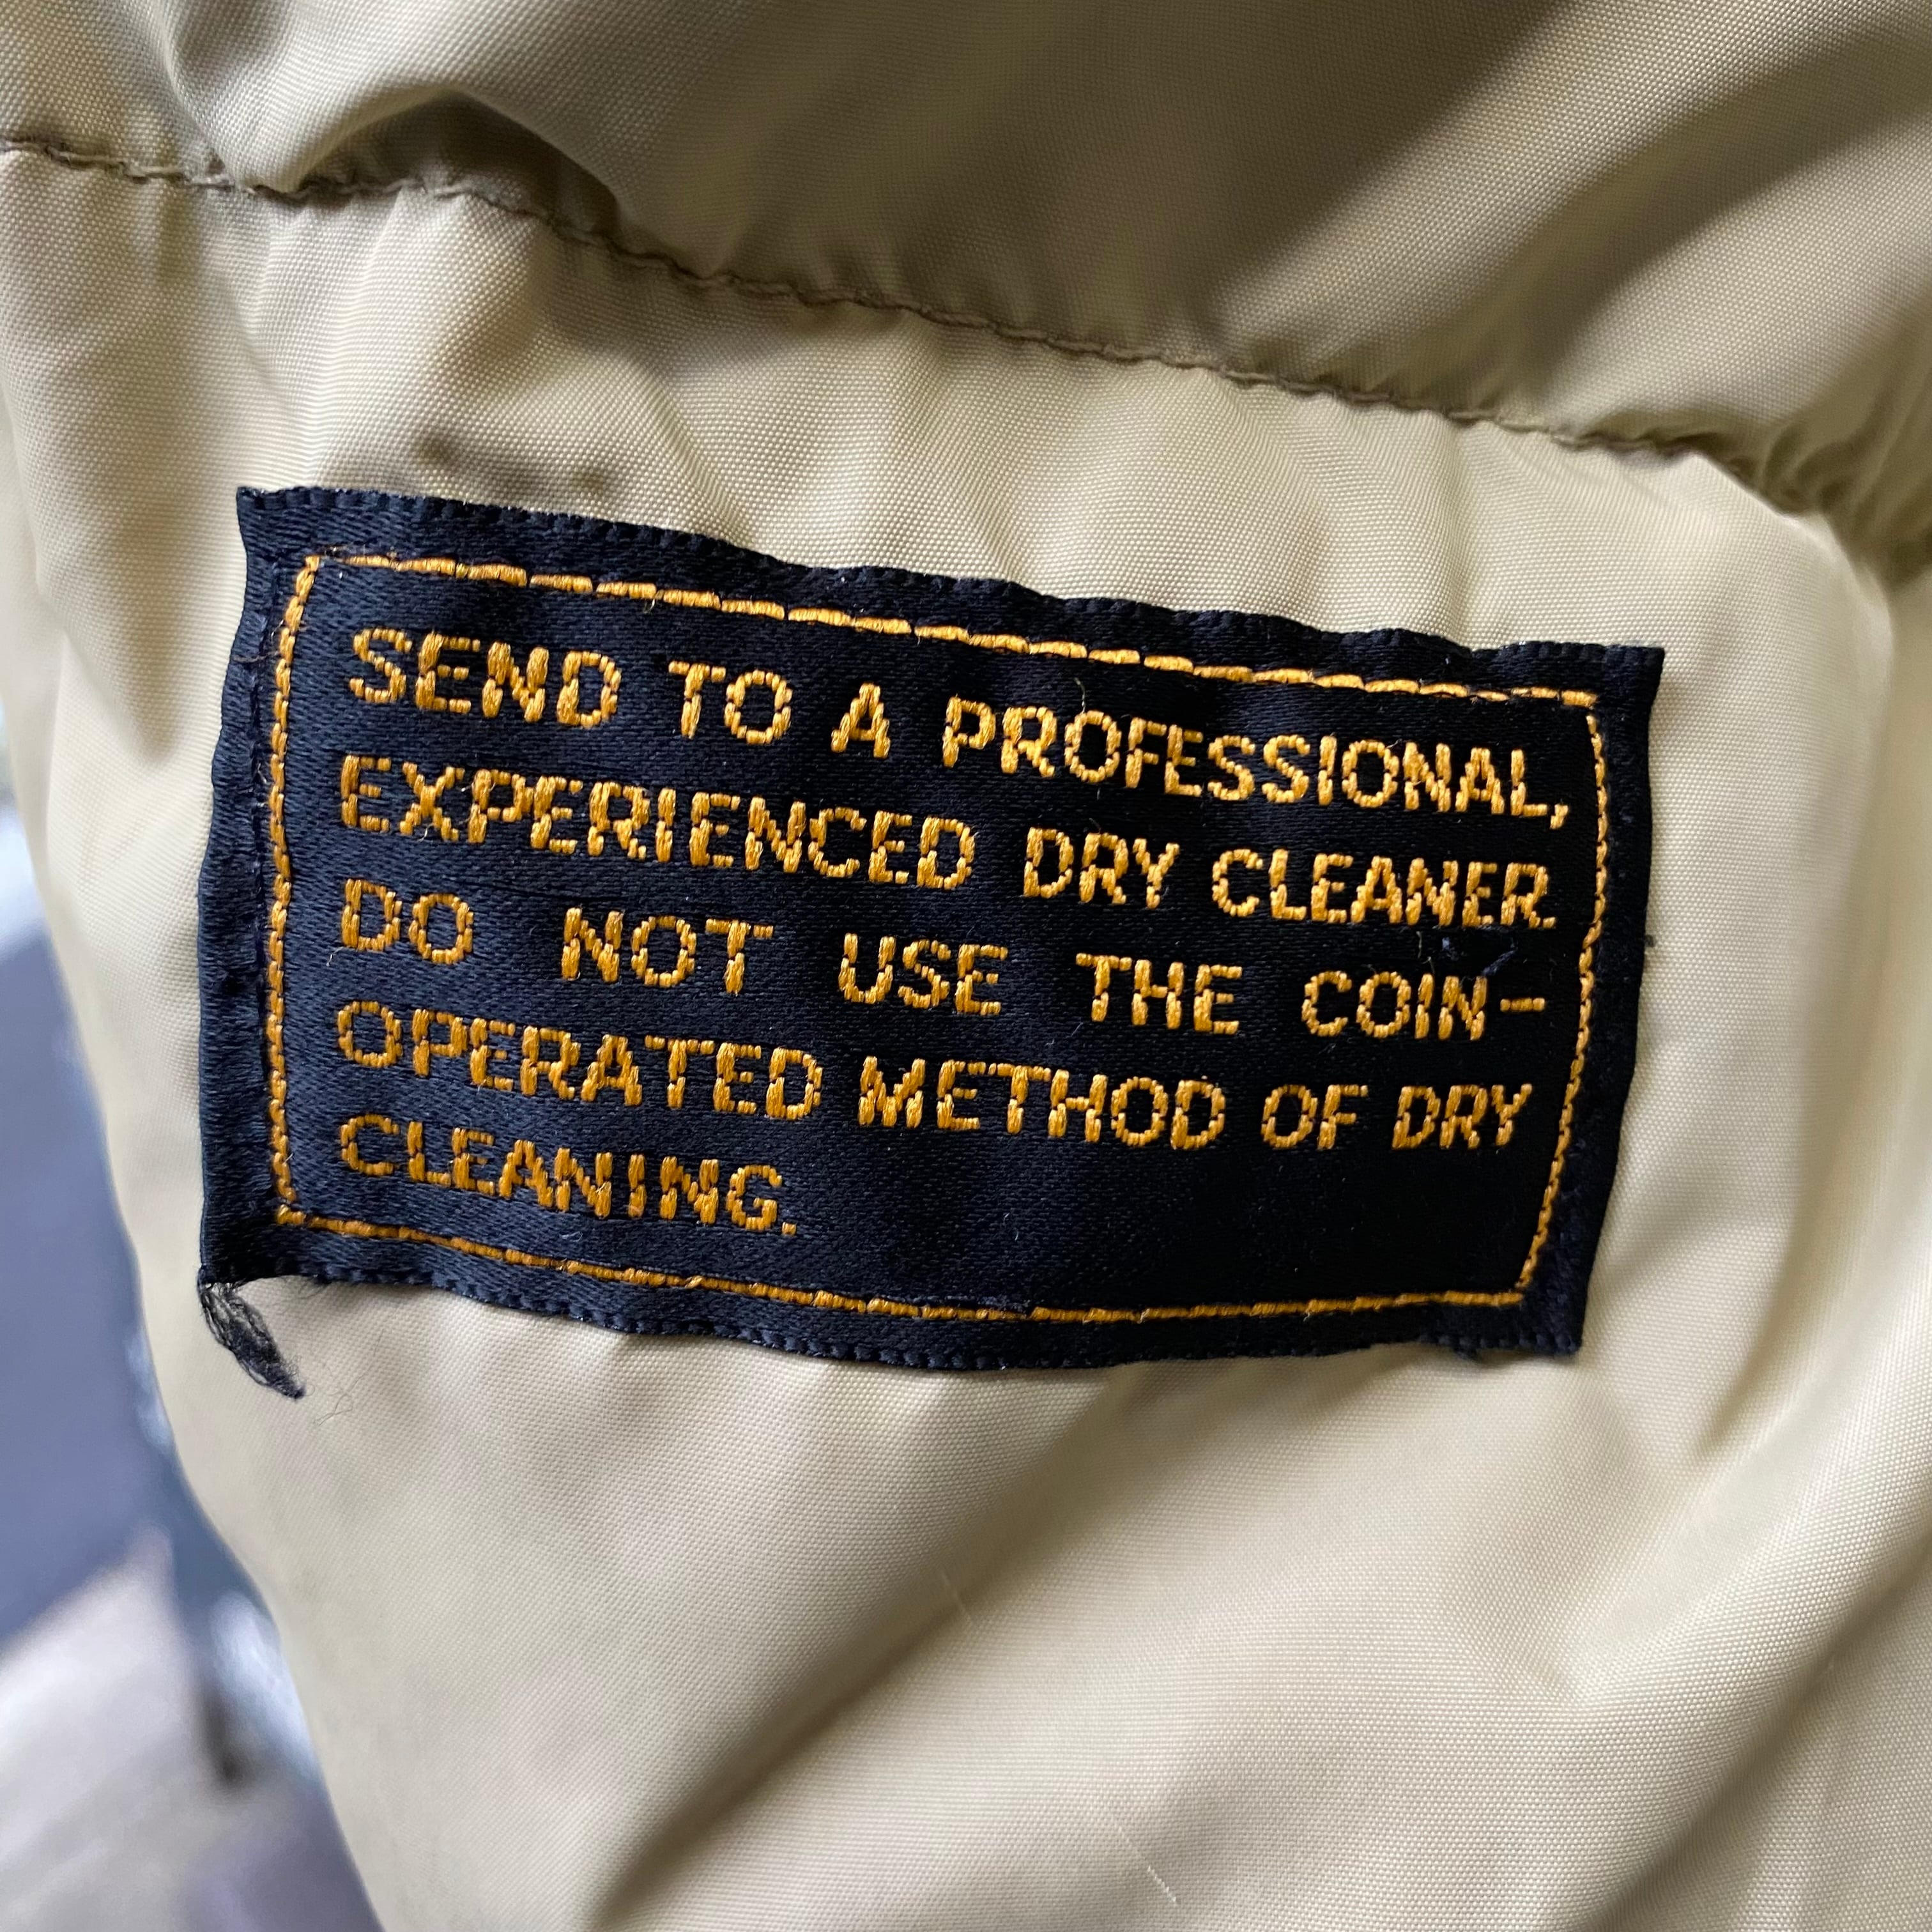 SEND TO A PROFESSIONAL,
EXPERIENCED DRY CLEANER.
DO NOT USE THE COIN-
OPERATED METHOD OF DRY
CLEANING.